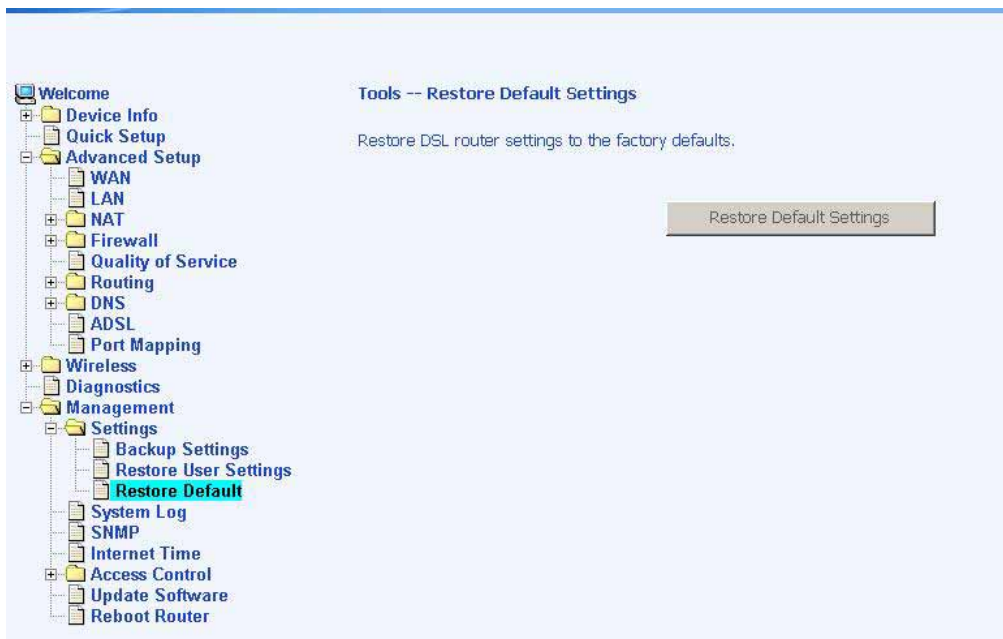 Welcome
Device Info
Quick Setup
Advanced Setup
WAN
LAN
NAT
Firewall
Quality of Service
Routing
DNS
ADSL
Port Mapping
Wireless
Diagnostics
Management
Settings
Backup Settings
Restore User Settings
Restore Default
System Log
SNMP
Internet Time
Access Control
Update Software
Reboot Router
Tools -- Restore Default Settings
Restore DSL router settings to the factory defaults.
Restore Default Settings